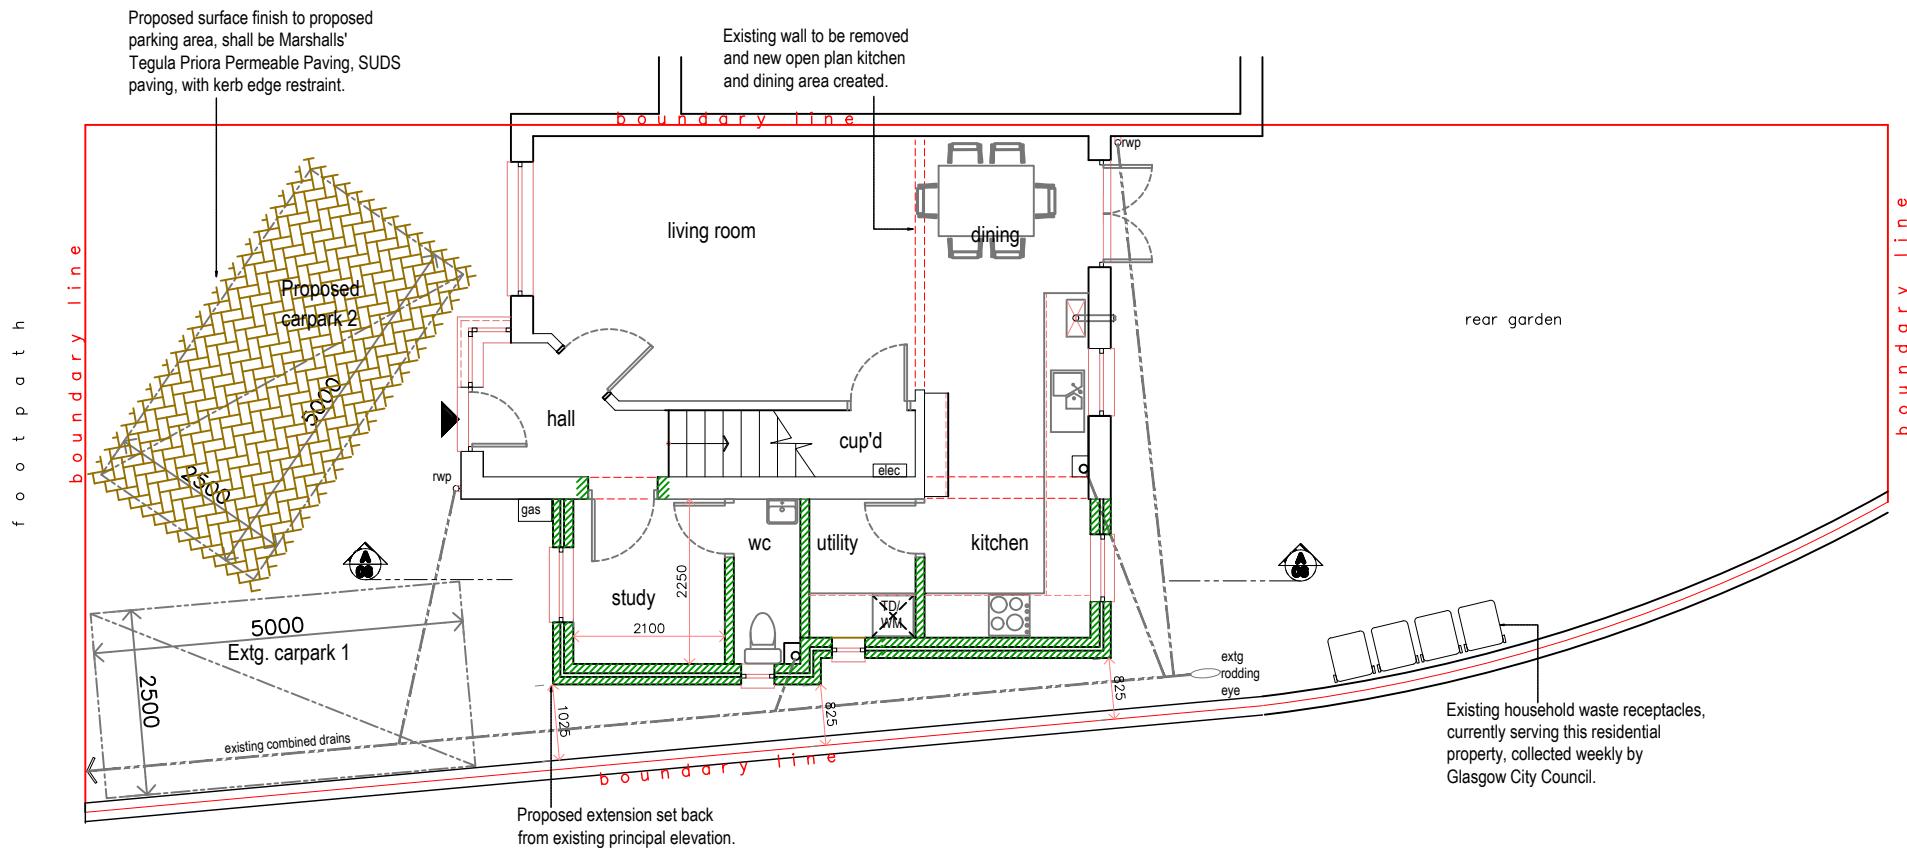 Proposed surface finish to proposed
parking area, shall be Marshalls'
Tegula Priora Permeable Paving, SUDS
paving, with kerb edge restraint.
Existing wall to be removed
and new open plan kitchen
and dining area created.
boundary line
rwp
living room
dining
boundary line
boundary line
footpath
Proposed
carpark 2
rear garden
5000
2500
hall
cup'd
elec
rwp
gas
wc
utility
kitchen
study
2250
2100
TD/
WM
A
A
5000
Extg. carpark 1
2500
existing combined drains
1025
825
825
extg
rodding
eye
boundary line
Existing household waste receptacles,
currently serving this residential
property, collected weekly by
Glasgow City Council.
Proposed extension set back
from existing principal elevation.